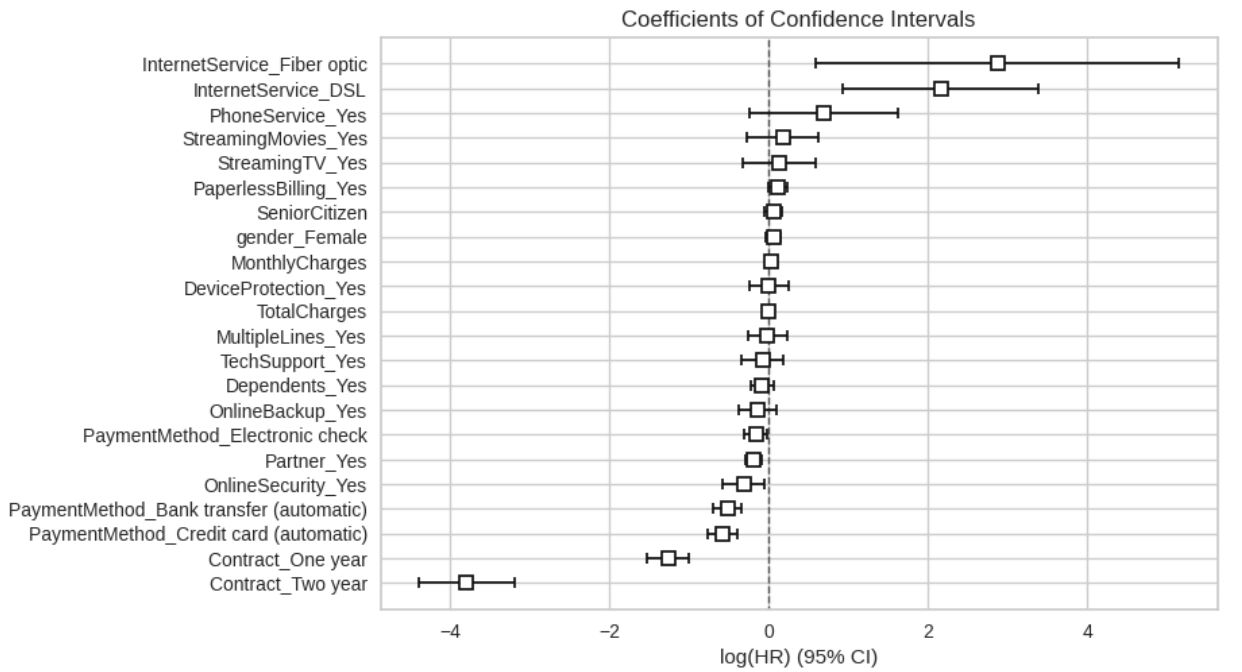 Coefficients of Confidence Intervals
InternetService_Fiber optic
InternetService_DSL
PhoneService_Yes
StreamingMovies_Yes
StreamingTV_Yes
PaperlessBilling_Yes
SeniorCitizen
gender_Female
MonthlyCharges
DeviceProtection_Yes
TotalCharges
MultipleLines_Yes
TechSupport_Yes
Dependents_Yes
OnlineBackup_Yes
PaymentMethod_Electronic check
Partner_Yes
OnlineSecurity_Yes
PaymentMethod_Bank transfer (automatic)
PaymentMethod_Credit card (automatic)
Contract_One year
Contract_Two year
−4 −2 0 2 4
log(HR) (95% CI)